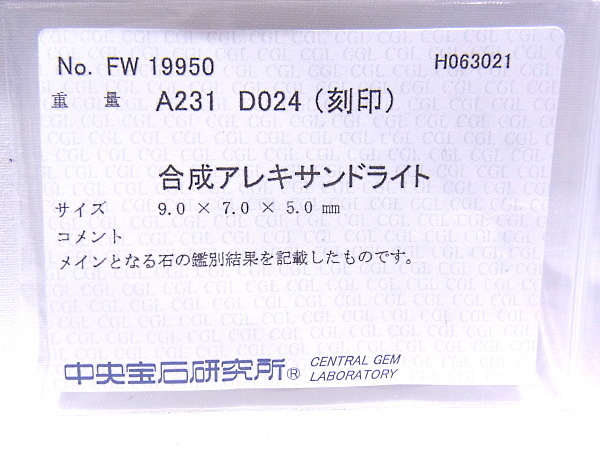 No. FW 19950 H063021
重 量 A231 D024 (刻印)
合成アレキサンドライト
サイズ 9.0 × 7.0 × 5.0 mm
コメント
メインとなる石の鑑別結果を記載したものです。
中央宝石研究所® CENTRAL GEM
LABORATORY